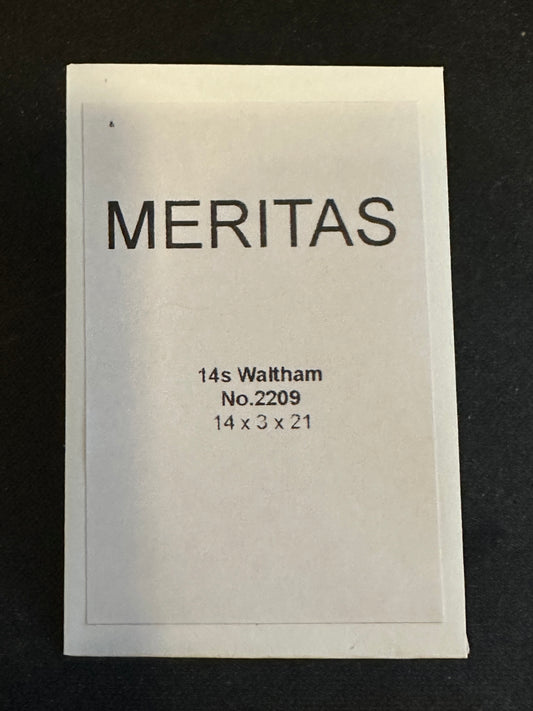 MERITAS
14s Waltham
No.2209
14 x 3 x 21